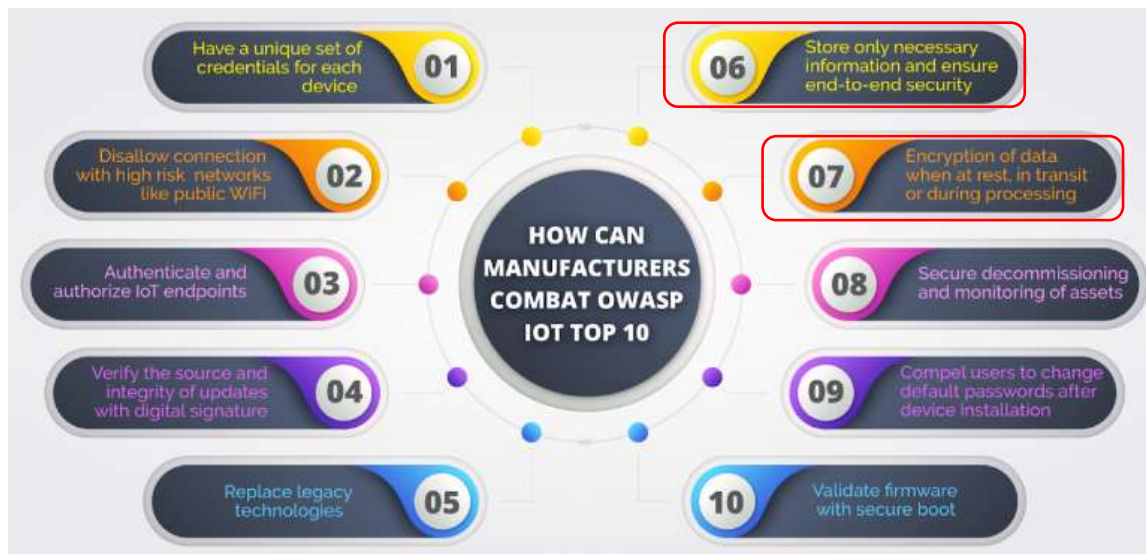 Have a unique set of
credentials for each
device
01
Disallow connection
with high risk networks
like public WiFi
02
Authenticate and
authorize IoT endpoints
03
Verify the source and
integrity of updates
with digital signature
04
Replace legacy
technologies
05
HOW CAN
MANUFACTURERS
COMBAT OWASP
IOT TOP 10
06
Store only necessary
information and ensure
end-to-end security
07
Encryption of data
when at rest, in transit
or during processing
08
Secure decommissioning
and monitoring of assets
09
Compel users to change
default passwords after
device installation
10
Validate firmware
with secure boot